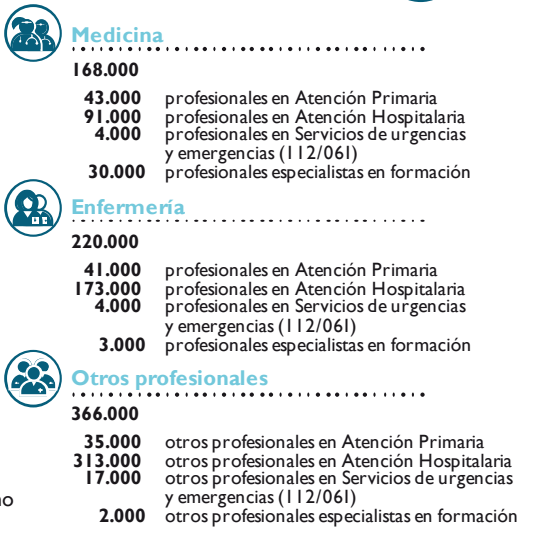 Medicina
168.000
43.000 profesionales en Atención Primaria
91.000 profesionales en Atención Hospitalaria
4.000 profesionales en Servicios de urgencias
y emergencias (112/061)
30.000 profesionales especialistas en formación
Enfermería
220.000
41.000 profesionales en Atención Primaria
173.000 profesionales en Atención Hospitalaria
4.000 profesionales en Servicios de urgencias
y emergencias (112/061)
3.000 profesionales especialistas en formación
Otros profesionales
366.000
35.000 otros profesionales en Atención Primaria
313.000 otros profesionales en Atención Hospitalaria
17.000 otros profesionales en Servicios de urgencias
y emergencias (112/061)
2.000 otros profesionales especialistas en formación